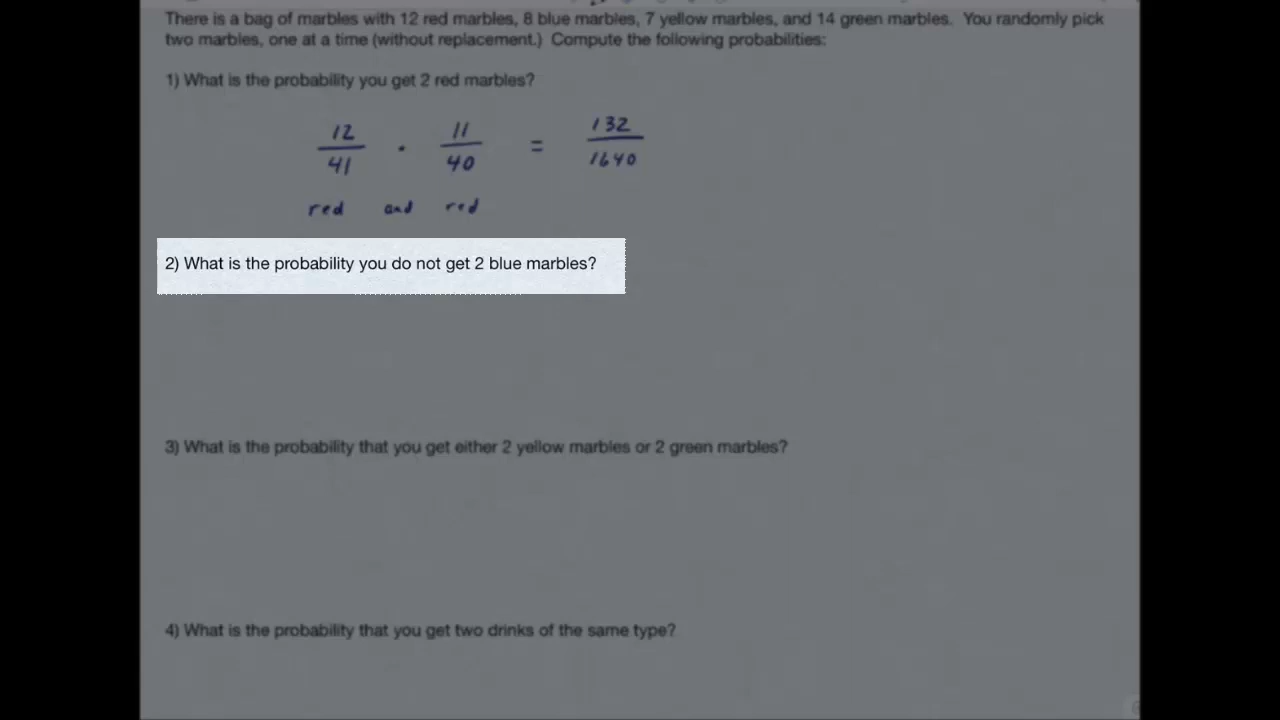 There is a bag of marbles with 12 red marbles, 8 blue marbles, 7 yellow marbles, and 14 green marbles. You randomly pick
two marbles, one at a time (without replacement.) Compute the following probabilities:
1) What is the probability you get 2 red marbles?
12/41 · 11/40 = 132/1640
red and red
2) What is the probability you do not get 2 blue marbles?
3) What is the probability that you get either 2 yellow marbles or 2 green marbles?
4) What is the probability that you get two drinks of the same type?